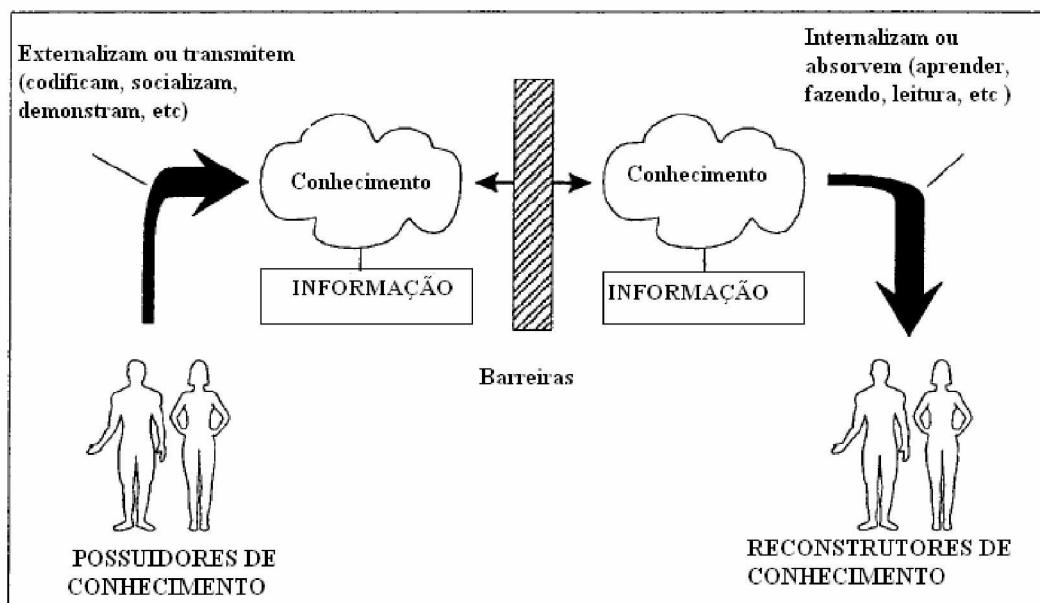 Externalizam ou transmitem
(codificam, socializam,
demonstram, etc)
Internalizam ou
absorvem (aprender,
fazendo, leitura, etc )
Conhecimento
Conhecimento
INFORMAÇÃO
INFORMAÇÃO
Barreiras
POSSUIDORES DE
CONHECIMENTO
RECONSTRUTORES DE
CONHECIMENTO